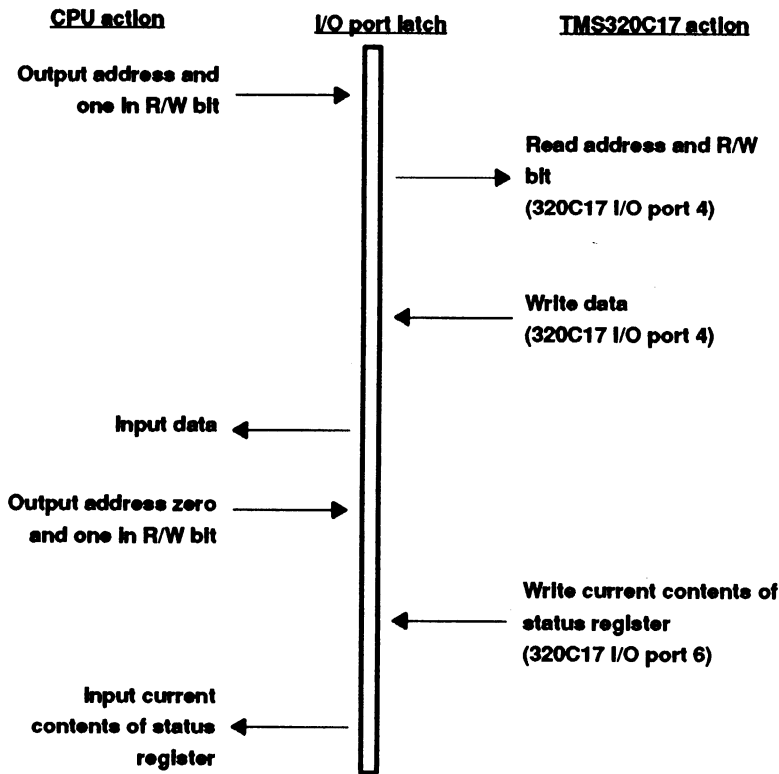 CPU action
I/O port latch
TMS320C17 action
Output address and
one in R/W bit
Read address and R/W
bit
(320C17 I/O port 4)
Write data
(320C17 I/O port 4)
Input data
Output address zero
and one in R/W bit
Write current contents of
status register
(320C17 I/O port 6)
Input current
contents of status
register